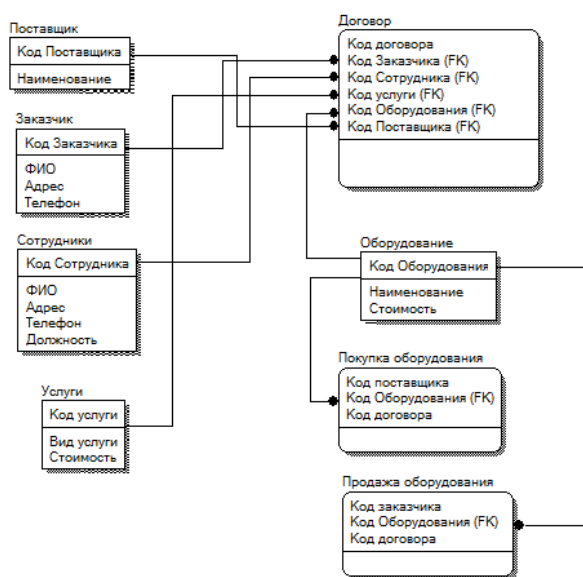 Поставщик
Код Поставщика
Наименование
Заказчик
Код Заказчика
ФИО
Адрес
Телефон
Сотрудники
Код Сотрудника
ФИО
Адрес
Телефон
Должность
Услуги
Код услуги
Вид услуги
Стоимость
Договор
Код договора
Код Заказчика (FK)
Код Сотрудника (FK)
Код услуги (FK)
Код Оборудования (FK)
Код Поставщика (FK)
Оборудование
Код Оборудования
Наименование
Стоимость
Покупка оборудования
Код поставщика
Код Оборудования (FK)
Код договора
Продажа оборудования
Код заказчика
Код Оборудования (FK)
Код договора